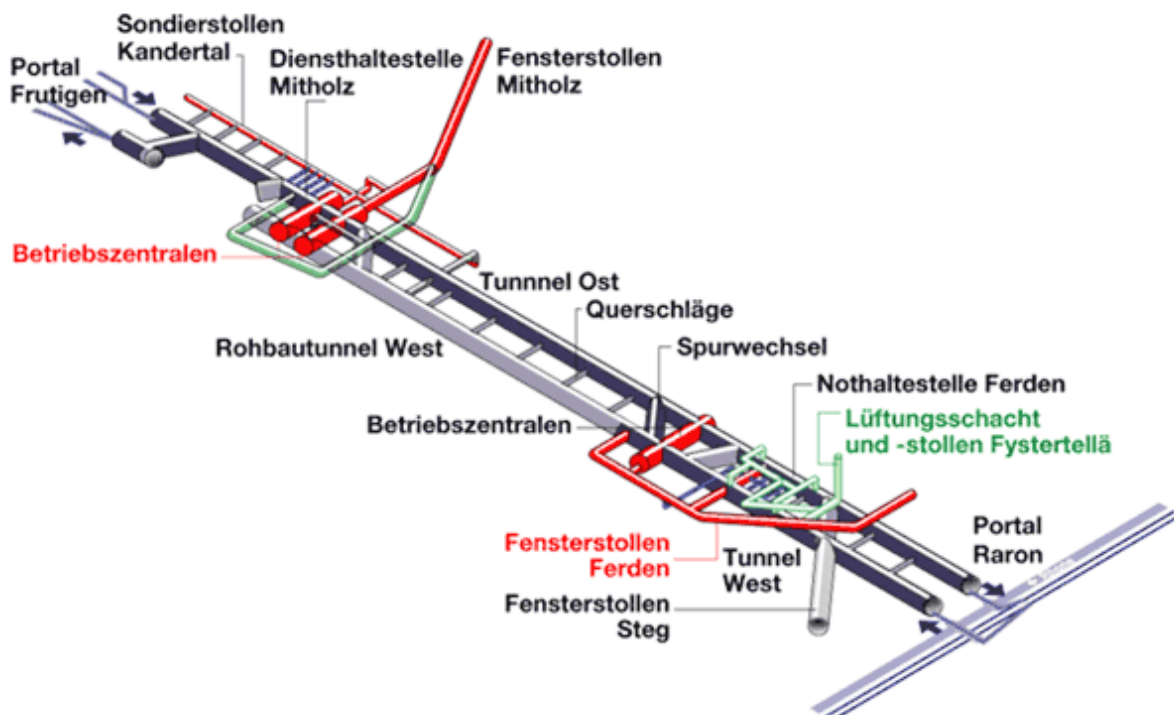 Sondierstollen
Kandertal
Diensthaltestelle
Mitholz
Fensterstollen
Mitholz
Portal
Frutigen
Betriebszentralen
Tunnnel Ost
Querschläge
Rohbautunnel West
Spurwechsel
Nothaltestelle Ferden
Betriebszentralen
Lüftungsschacht
und -stollen Fystertellä
Fensterstollen
Ferden
Tunnel
West
Portal
Raron
Fensterstollen
Steg